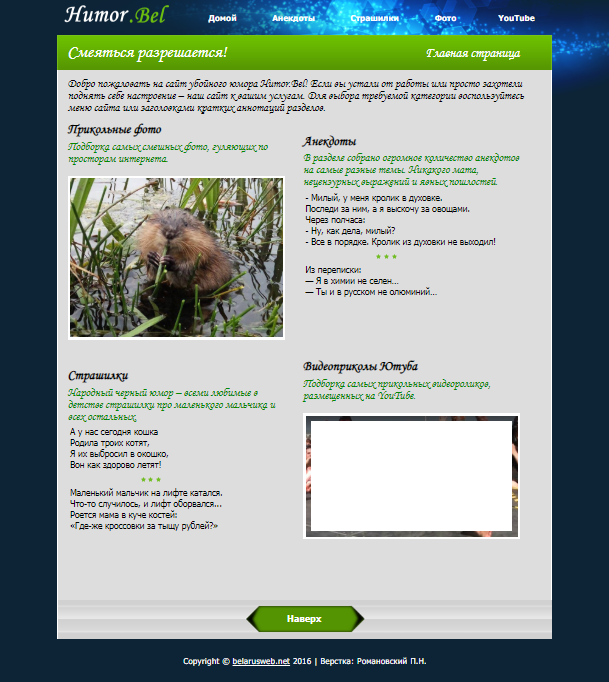 Humor.Bel
Домой Анекдоты Страшилки Фото YouTube
Смеяться разрешается!
Главная страница
Добро пожаловать на сайт убойного юмора Humor.Bel! Если вы устали от работы или просто захотели
поднять себе настроение – наш сайт к вашим услугам. Для выбора требуемой категории воспользуйтесь
меню сайта или заголовками кратких аннотаций разделов.
Прикольные фото
Подборка самых смешных фото, гуляющих по
просторам интернета.
Анекдоты
В разделе собрано огромное количество анекдотов
на самые разные темы. Никакого мата,
нецензурных выражений и явных пошлостей.
- Милый, у меня кролик в духовке.
Последи за ним, а я выскочу за овощами.
Через полчаса:
- Ну, как дела, милый?
- Все в порядке. Кролик из духовки не выходил!
* * *
Из переписки:
— Я в химии не селен...
— Ты и в русском не олюминий...
Страшилки
Народный черный юмор – всеми любимые в
детстве страшилки про маленького мальчика и
всех остальных.
А у нас сегодня кошка
Родила троих котят,
Я их выбросил в окошко,
Вон как здорово летят!
* * *
Маленький мальчик на лифте катался.
Что-то случилось, и лифт оборвался...
Роется мама в куче костей:
«Где-же кроссовки за тыщу рублей?»
Видеоприколы Ютуба
Подборка самых прикольных видеороликов,
размещенных на YouTube.
Наверх
Copyright © belarusweb.net 2016 | Верстка: Романовский П.Н.